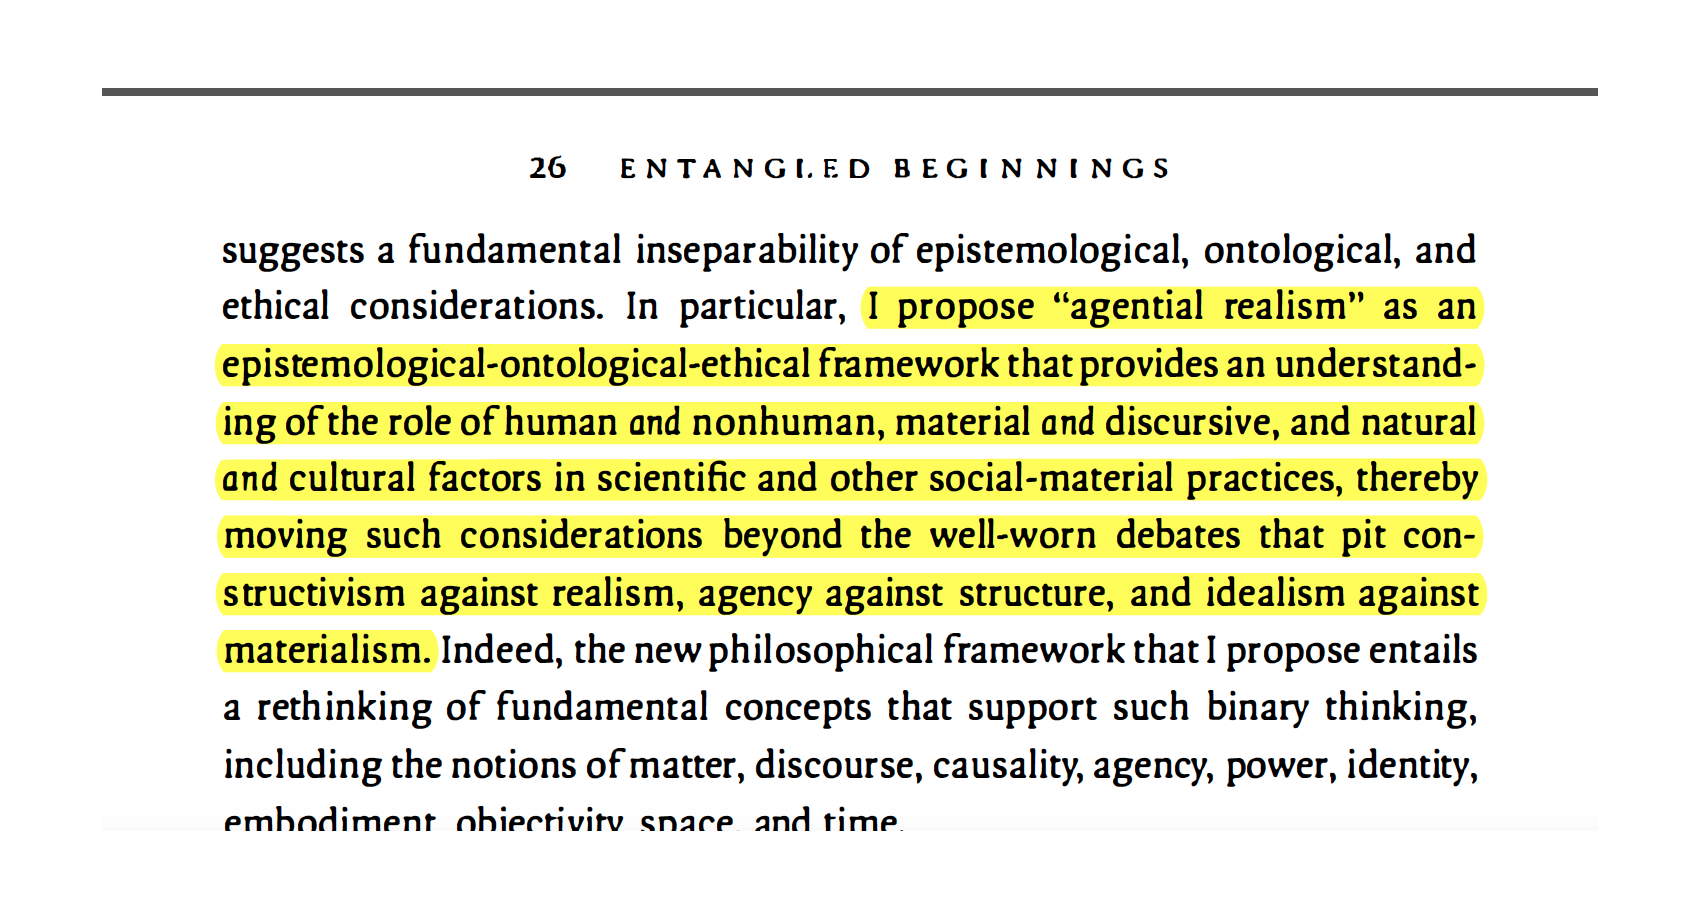 26 ENTANGLED BEGINNINGS
suggests a fundamental inseparability of epistemological, ontological, and
ethical considerations. In particular, I propose “agential realism” as an
epistemological-ontological-ethical framework that provides an understand-
ing of the role of human and nonhuman, material and discursive, and natural
and cultural factors in scientific and other social-material practices, thereby
moving such considerations beyond the well-worn debates that pit con-
structivism against realism, agency against structure, and idealism against
materialism. Indeed, the new philosophical framework that I propose entails
a rethinking of fundamental concepts that support such binary thinking,
including the notions of matter, discourse, causality, agency, power, identity,
embodiment, objectivity, space, and time.